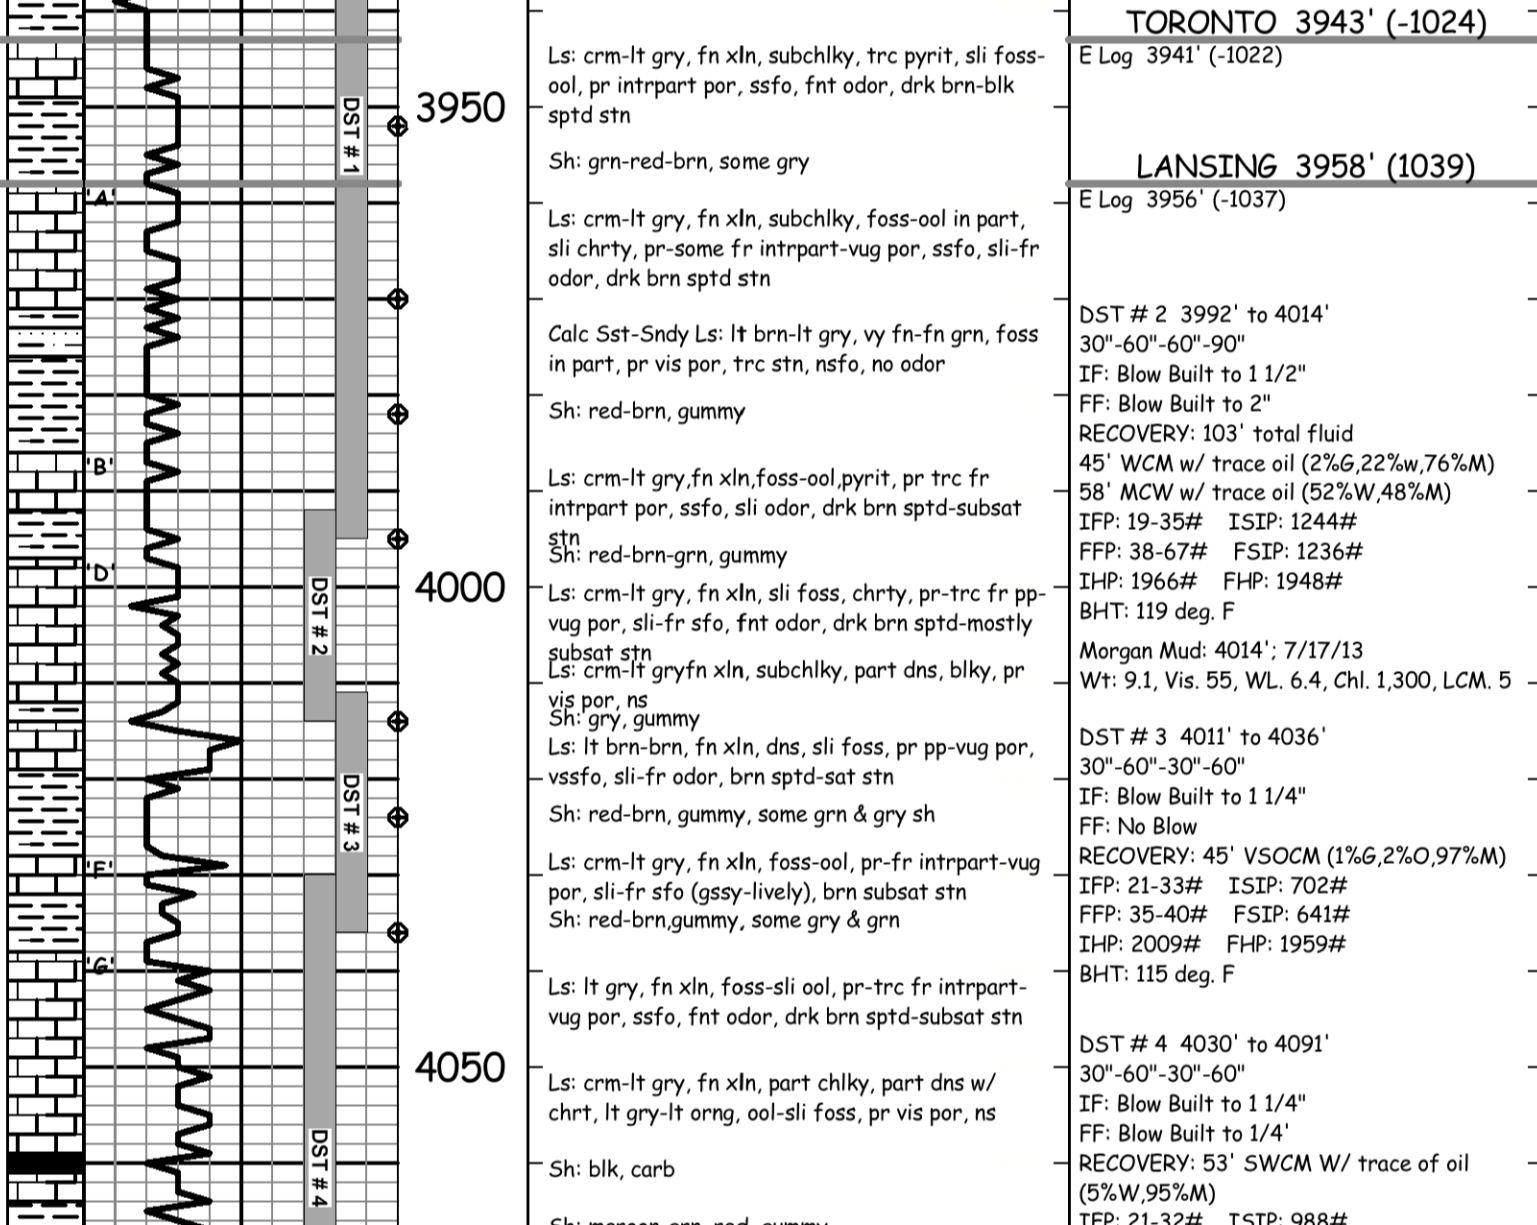 DST # 1
'A'
'B'
'D'
DST # 2
DST # 3
'F'
'G'
DST # 4
3950
4000
4050
Ls: crm-lt gry, fn xln, subchlky, trc pyrit, sli foss-
ool, pr intrpart por, ssfo, fnt odor, drk brn-blk
sptd stn
Sh: grn-red-brn, some gry
Ls: crm-lt gry, fn xln, subchlky, foss-ool in part,
sli chrty, pr-some fr intrpart-vug por, ssfo, sli-fr
odor, drk brn sptd stn
Calc Sst-Sndy Ls: lt brn-lt gry, vy fn-fn grn, foss
in part, pr vis por, trc stn, nsfo, no odor
Sh: red-brn, gummy
Ls: crm-lt gry,fn xln,foss-ool,pyrit, pr trc fr
intrpart por, ssfo, sli odor, drk brn sptd-subsat
stn
Sh: red-brn-grn, gummy
Ls: crm-lt gry, fn xln, sli foss, chrty, pr-trc fr pp-
vug por, sli-fr sfo, fnt odor, drk brn sptd-mostly
subsat stn
Ls: crm-lt gryfn xln, subchlky, part dns, blky, pr
vis por, ns
Sh: gry, gummy
Ls: lt brn-brn, fn xln, dns, sli foss, pr pp-vug por,
vssfo, sli-fr odor, brn sptd-sat stn
Sh: red-brn, gummy, some grn & gry sh
Ls: crm-lt gry, fn xln, foss-ool, pr-fr intrpart-vug
por, sli-fr sfo (gssy-lively), brn subsat stn
Sh: red-brn,gummy, some gry & grn
Ls: lt gry, fn xln, foss-sli ool, pr-trc fr intrpart-
vug por, ssfo, fnt odor, drk brn sptd-subsat stn
Ls: crm-lt gry, fn xln, part chlky, part dns w/
chrt, lt gry-lt orng, ool-sli foss, pr vis por, ns
Sh: blk, carb
Sh: maroon-grn-red, gummy
TORONTO 3943' (-1024)
E Log 3941' (-1022)
LANSING 3958' (1039)
E Log 3956' (-1037)
DST # 2 3992' to 4014'
30"-60"-60"-90"
IF: Blow Built to 1 1/2"
FF: Blow Built to 2"
RECOVERY: 103' total fluid
45' WCM w/ trace oil (2%G,22%w,76%M)
58' MCW w/ trace oil (52%W,48%M)
IFP: 19-35# ISIP: 1244#
FFP: 38-67# FSIP: 1236#
IHP: 1966# FHP: 1948#
BHT: 119 deg. F
Morgan Mud: 4014'; 7/17/13
Wt: 9.1, Vis. 55, WL. 6.4, Chl. 1,300, LCM. 5
DST # 3 4011' to 4036'
30"-60"-30"-60"
IF: Blow Built to 1 1/4"
FF: No Blow
RECOVERY: 45' VSOCM (1%G,2%O,97%M)
IFP: 21-33# ISIP: 702#
FFP: 35-40# FSIP: 641#
IHP: 2009# FHP: 1959#
BHT: 115 deg. F
DST # 4 4030' to 4091'
30"-60"-30"-60"
IF: Blow Built to 1 1/4"
FF: Blow Built to 1/4'
RECOVERY: 53' SWCM W/ trace of oil
(5%W,95%M)
IFP: 21-32# ISIP: 988#